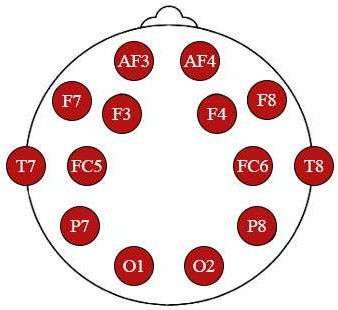 AF3 AF4
F7 F8
F3 F4
T7 FC5 FC6 T8
P7 P8
O1 O2